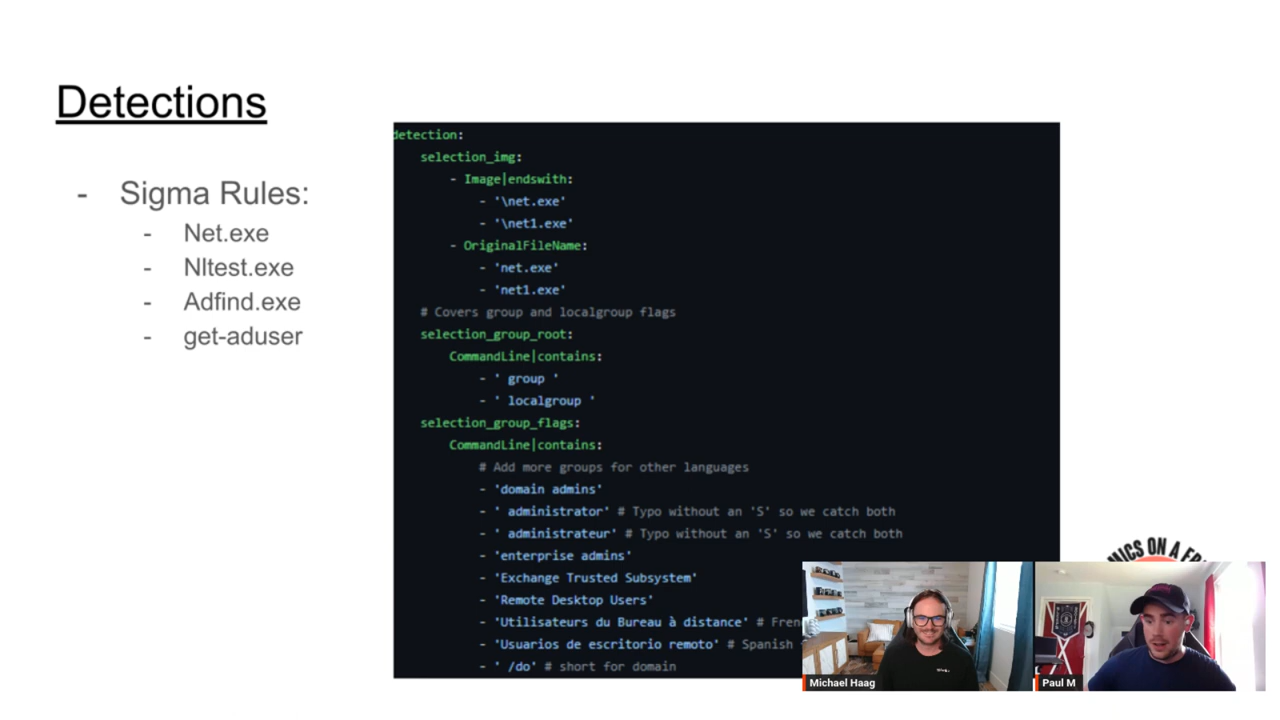 Detections
- Sigma Rules:
- Net.exe
- Nltest.exe
- Adfind.exe
- get-aduser
detection:
selection_img:
- Image|endswith:
- '\net.exe'
- '\net1.exe'
- OriginalFileName:
- 'net.exe'
- 'net1.exe'
# Covers group and localgroup flags
selection_group_root:
CommandLine|contains:
- ' group '
- ' localgroup '
selection_group_flags:
CommandLine|contains:
# Add more groups for other languages
- 'domain admins'
- ' administrator' # Typo without an 'S' so we catch both
- ' administrateur' # Typo without an 'S' so we catch both
- 'enterprise admins'
- 'Exchange Trusted Subsystem'
- 'Remote Desktop Users'
- 'Utilisateurs du Bureau à distance' # Fren
- 'Usuarios de escritorio remoto' # Spanish
- ' /do' # short for domain
MICS ON A FR
Michael Haag
Paul M